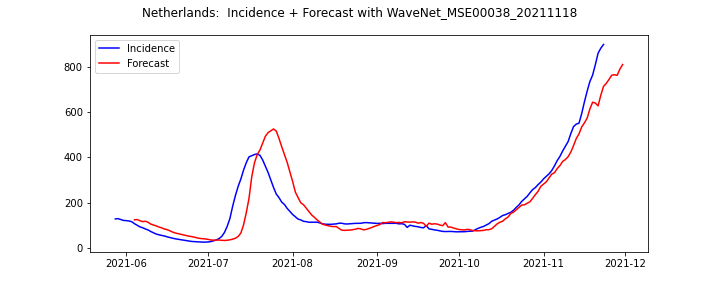 Netherlands:  Incidence + Forecast with WaveNet_MSE00038_20211118
Incidence
Forecast
800
600
400
200
0
2021-06 2021-07 2021-08 2021-09 2021-10 2021-11 2021-12